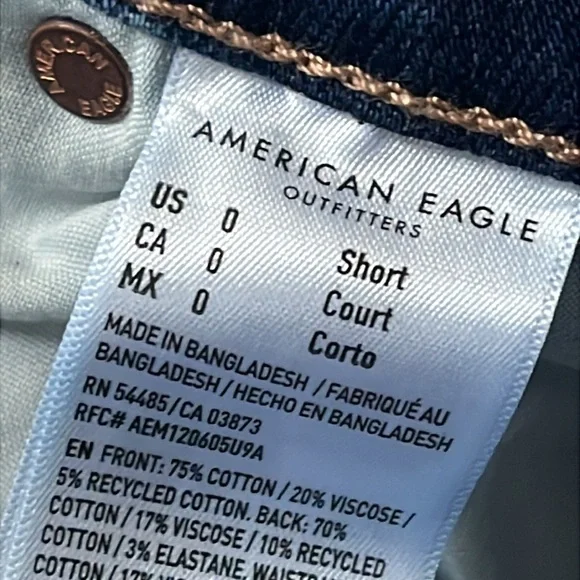 AMERICAN
EAGLE
AMERICAN EAGLE
OUTFITTERS
US 0 Short
CA 0 Court
MX 0 Corto
MADE IN BANGLADESH / FABRIQUÉ AU
BANGLADESH / HECHO EN BANGLADESH
RN 54485/CA 03873
RFC# AEM120605U9A
EN FRONT: 75% COTTON / 20% VISCOSE /
5% RECYCLED COTTON. BACK: 70%
COTTON / 17% VISCOSE / 10% RECYCLED
COTTON / 3% ELASTANE.
COTTON / 17%